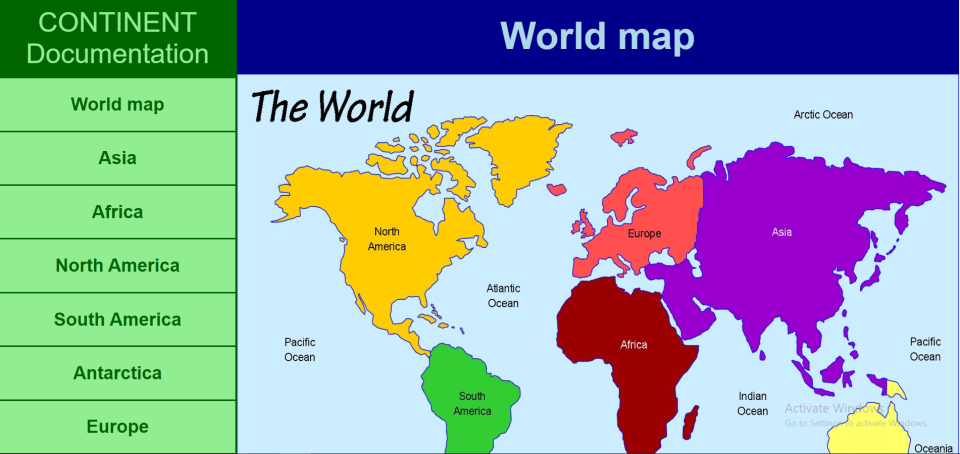 CONTINENT
Documentation
World map
Asia
Africa
North America
South America
Antarctica
Europe
World map
The World
Arctic Ocean
North
America
Europe
Asia
Atlantic
Ocean
Pacific
Ocean
Africa
Pacific
Ocean
South
America
Indian
Ocean
Activate Windows
Go to Settings to activate Windows.
Oceania